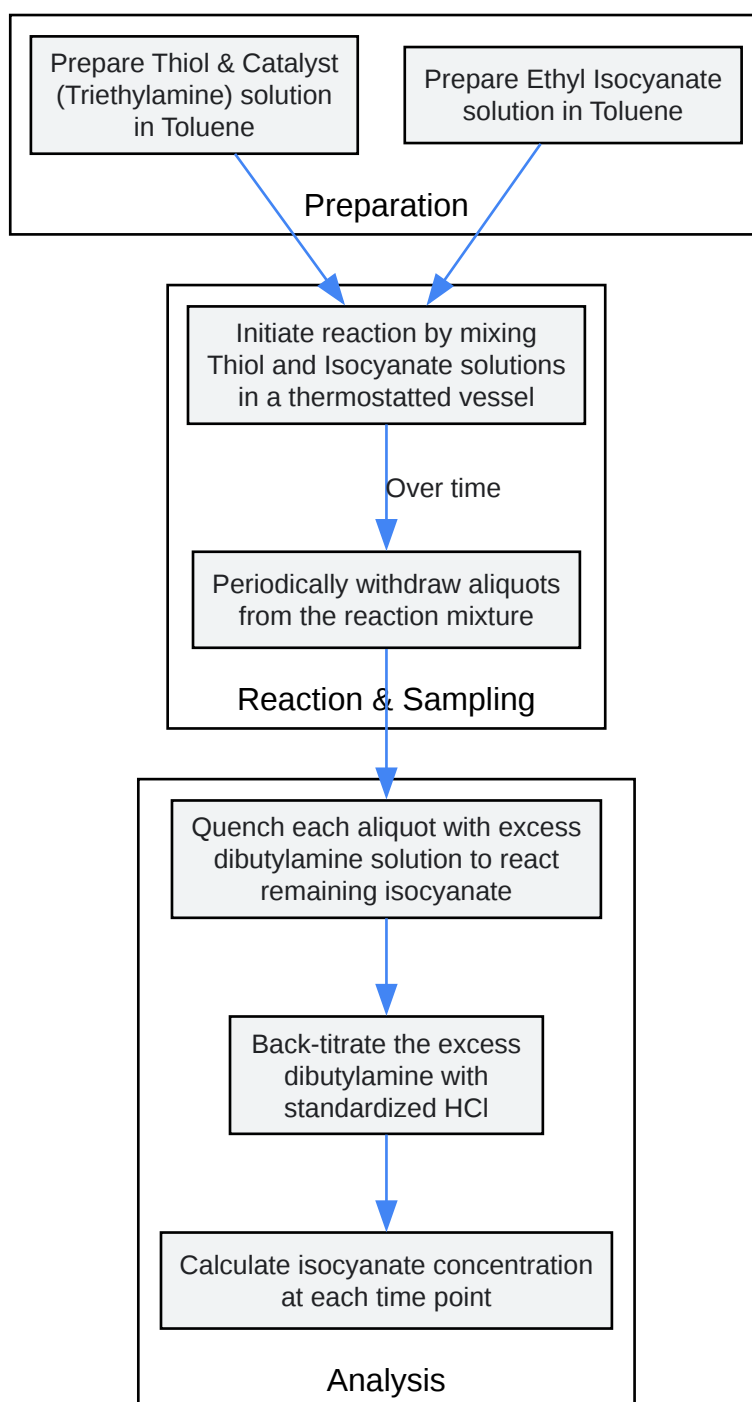 Prepare Thiol & Catalyst
(Triethylamine) solution
in Toluene
Prepare Ethyl Isocyanate
solution in Toluene
Preparation
Initiate reaction by mixing
Thiol and Isocyanate solutions
in a thermostatted vessel
Over time
Periodically withdraw aliquots
from the reaction mixture
Reaction & Sampling
Quench each aliquot with excess
dibutylamine solution to react
remaining isocyanate
Back-titrate the excess
dibutylamine with
standardized HCl
Calculate isocyanate concentration
at each time point
Analysis